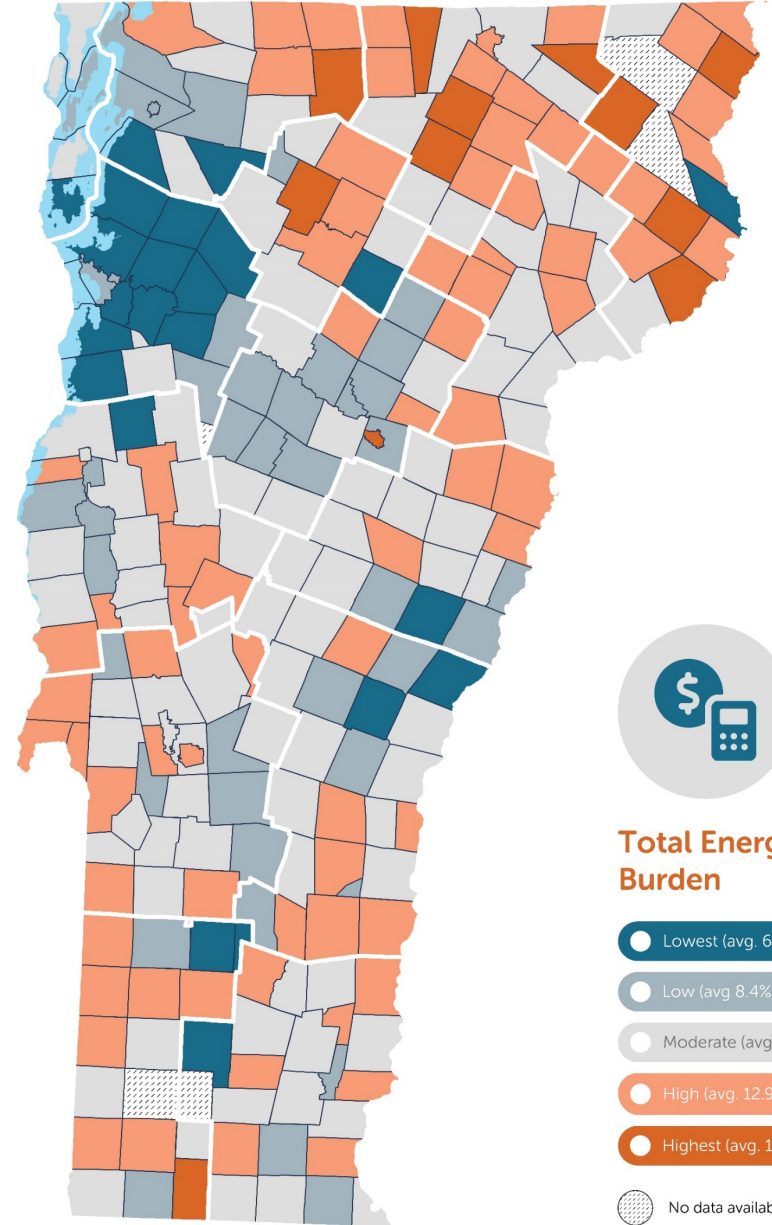 $
Total Energ
Burden
Lowest (avg. 6
Low (avg 8.4%
Moderate (avg
High (avg. 12.9
Highest (avg. 1
No data availab